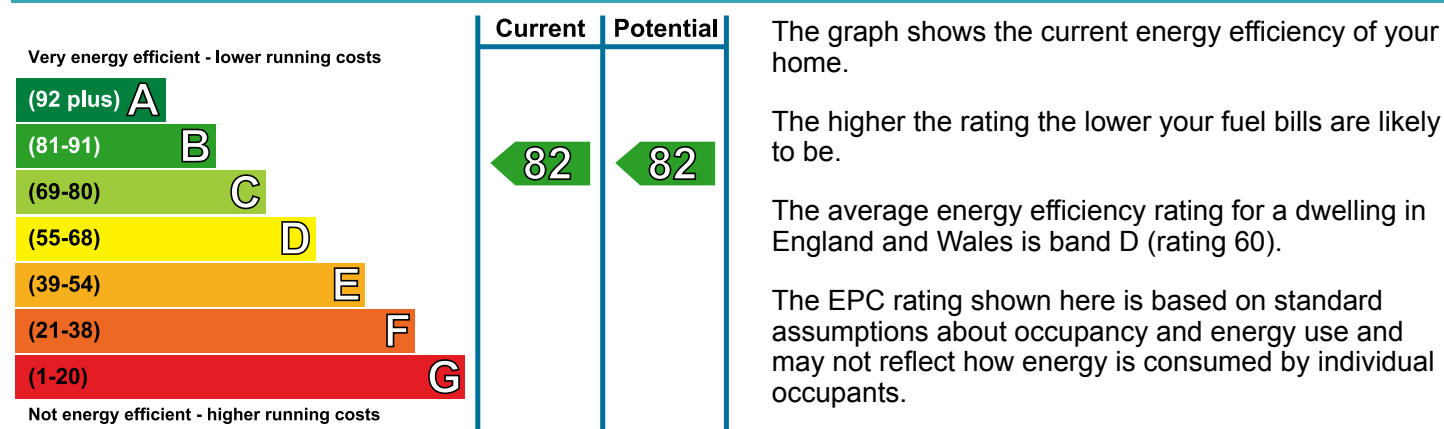 Current Potential
Very energy efficient - lower running costs
(92 plus) A
(81-91) B
(69-80) C
(55-68) D
(39-54) E
(21-38) F
(1-20) G
Not energy efficient - higher running costs
82 82
The graph shows the current energy efficiency of your
home.
The higher the rating the lower your fuel bills are likely
to be.
The average energy efficiency rating for a dwelling in
England and Wales is band D (rating 60).
The EPC rating shown here is based on standard
assumptions about occupancy and energy use and
may not reflect how energy is consumed by individual
occupants.